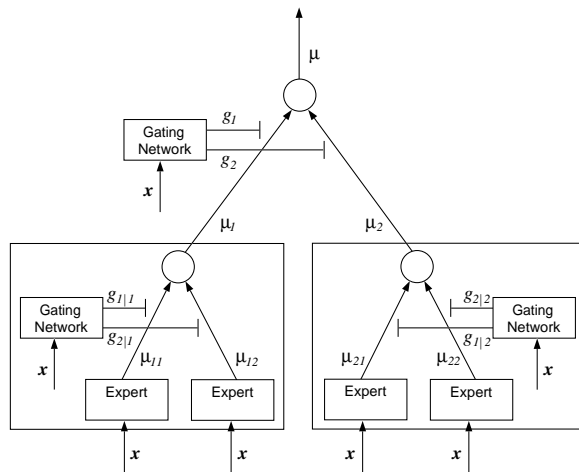 μ
g1
Gating
Network
g2
x
μ1
μ2
g1|1
Gating
Network
g2|1
x
μ11
μ12
Expert
Expert
x
x
g2|2
Gating
Network
g1|2
x
μ21
μ22
Expert
Expert
x
x